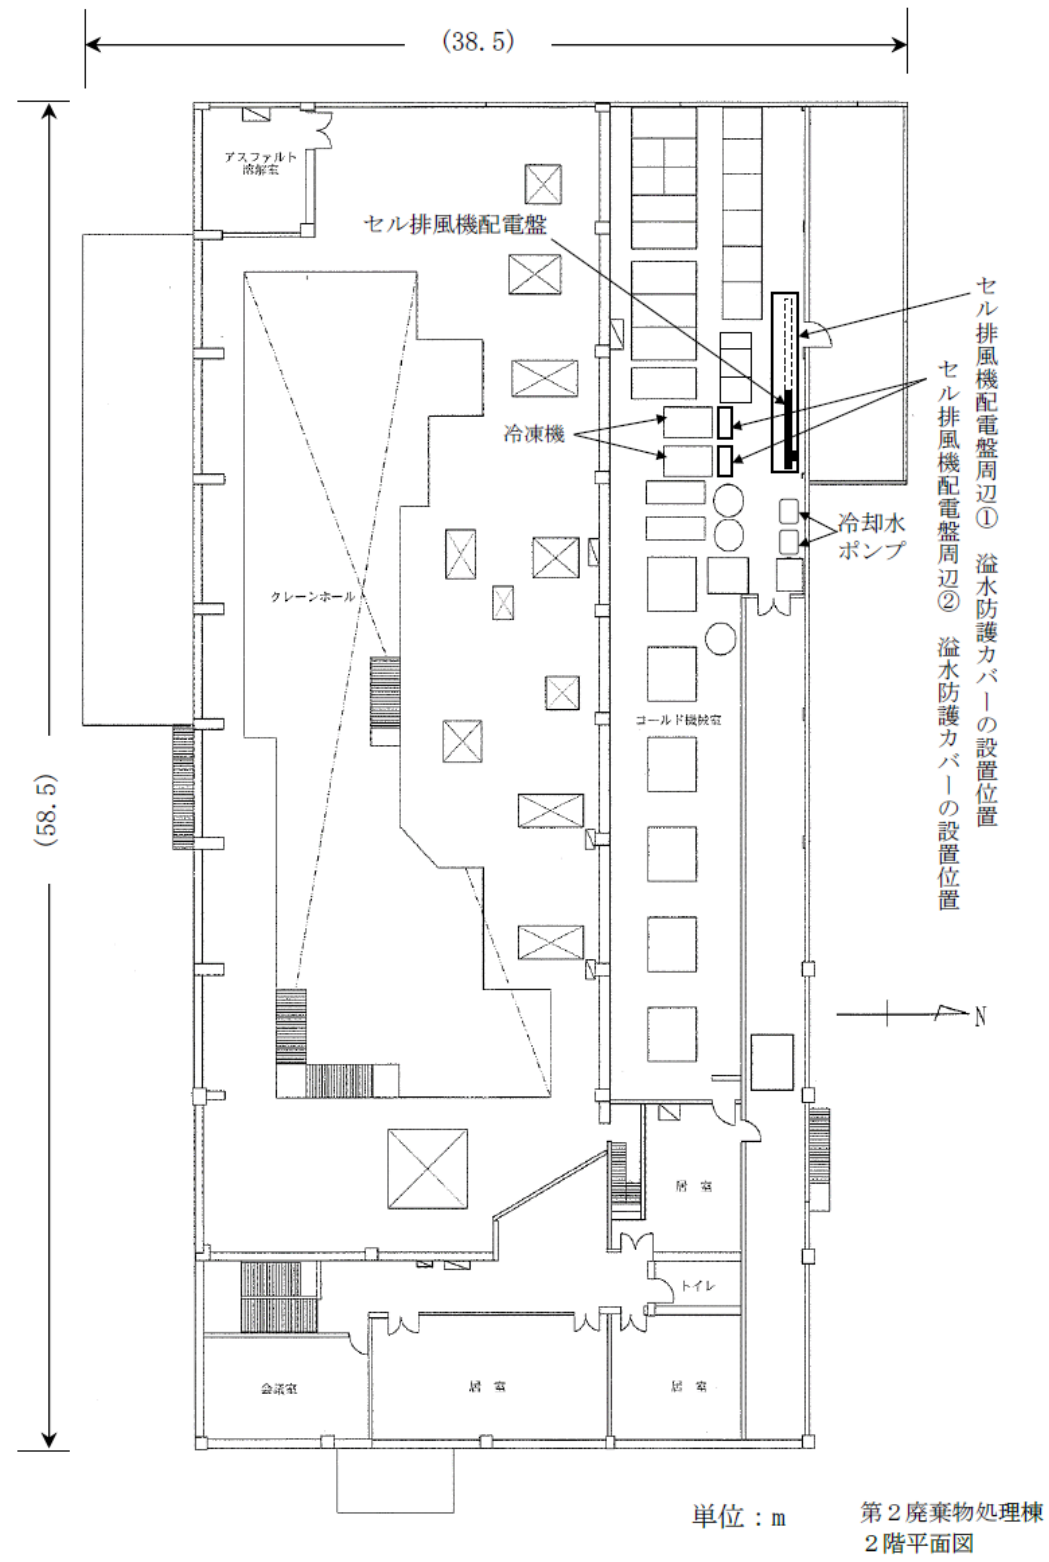 (38.5)
アスファルト
溶解室
セル排風機配電盤
セル排風機配電盤周辺① 溢水防護カバーの設置位置
セル排風機配電盤周辺② 溢水防護カバーの設置位置
冷凍機
冷却水
ポンプ
クレーンホール
コールド機械室
(58.5)
N
居 室
トイレ
会議室
居 室
居 室
単位：m
第２廃棄物処理棟
２階平面図